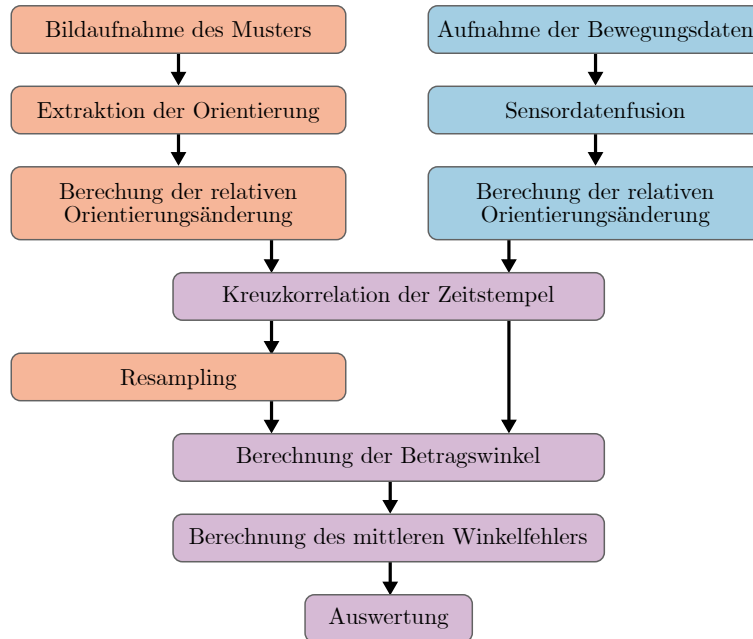 Bildaufnahme des Musters
Aufnahme der Bewegungsdaten
Extraktion der Orientierung
Sensordatenfusion
Berechung der relativen
Orientierungsänderung
Berechung der relativen
Orientierungsänderung
Kreuzkorrelation der Zeitstempel
Resampling
Berechnung der Betragswinkel
Berechnung des mittleren Winkelfehlers
Auswertung